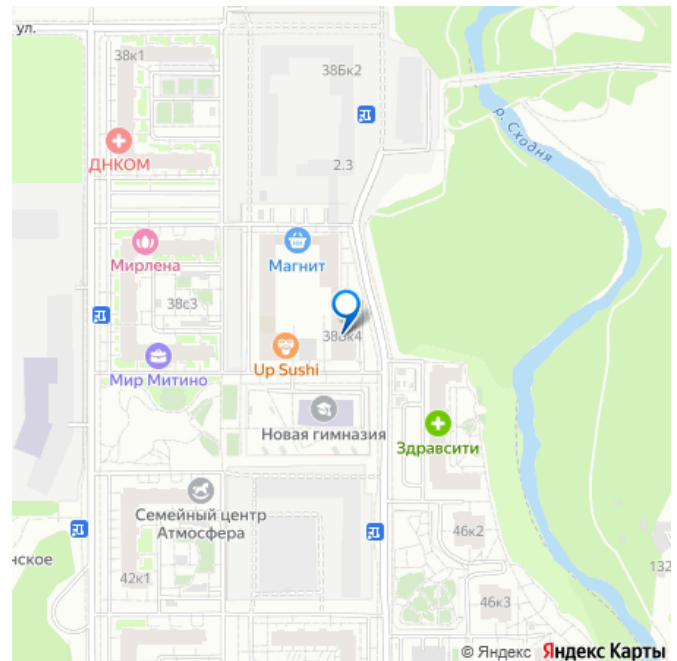 ул.
38к1
38Бк2
р. Сходня
ДНКОМ
2.3
Мирлена
Магнит
38с3
38Бк4
Up Sushi
Мир Митино
Новая гимназия
Здравсити
Семейный центр
Атмосфера
46к2
нское
42к1
132
46к3
© Яндекс Яндекс Карты